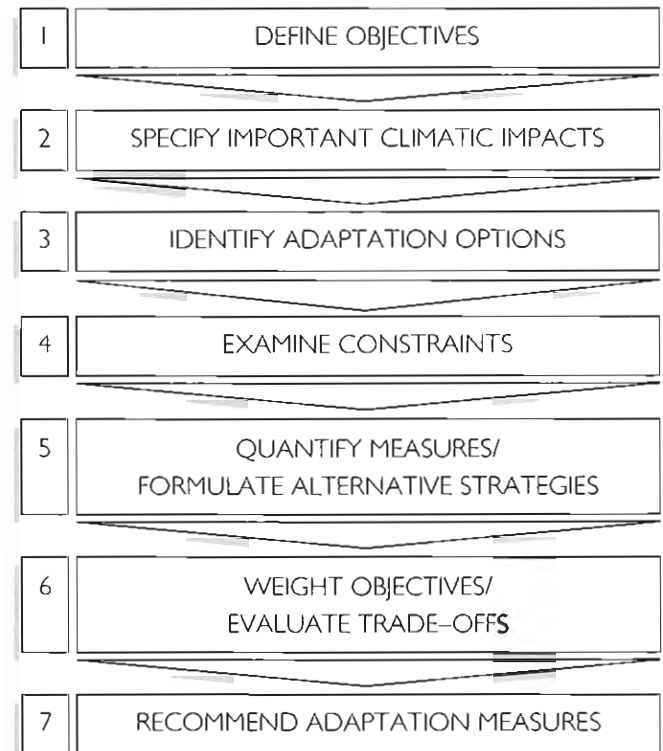 1 DEFINE OBJECTIVES
2 SPECIFY IMPORTANT CLIMATIC IMPACTS
3 IDENTIFY ADAPTATION OPTIONS
4 EXAMINE CONSTRAINTS
5 QUANTIFY MEASURES/
FORMULATE ALTERNATIVE STRATEGIES
6 WEIGHT OBJECTIVES/
EVALUATE TRADE–OFFS
7 RECOMMEND ADAPTATION MEASURES